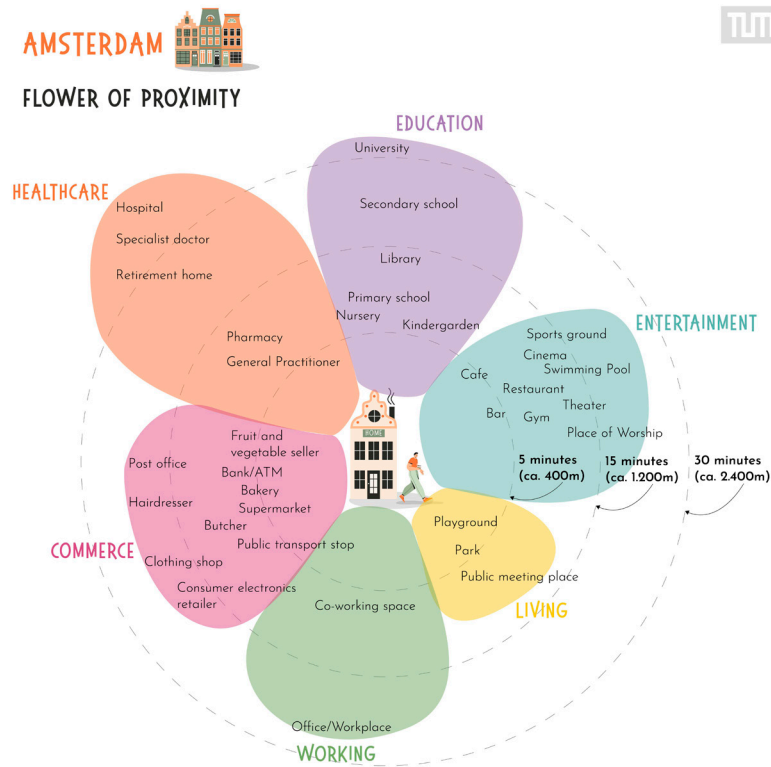 AMSTERDAM
FLOWER OF PROXIMITY
EDUCATION
University
Secondary school
Library
Primary school
Nursery
Kindergarden
HEALTHCARE
Hospital
Specialist doctor
Retirement home
Pharmacy
General Practitioner
ENTERTAINMENT
Sports ground
Cinema
Swimming Pool
Cafe
Restaurant
Theater
Bar
Gym
Place of Worship
HOME
5 minutes
(ca. 400m)
15 minutes
(ca. 1.200m)
30 minutes
(ca. 2.400m)
COMMERCE
Fruit and
vegetable seller
Post office
Bank/ATM
Bakery
Hairdresser
Supermarket
Butcher
Public transport stop
Clothing shop
Consumer electronics
retailer
LIVING
Playground
Park
Public meeting place
WORKING
Co-working space
Office/Workplace